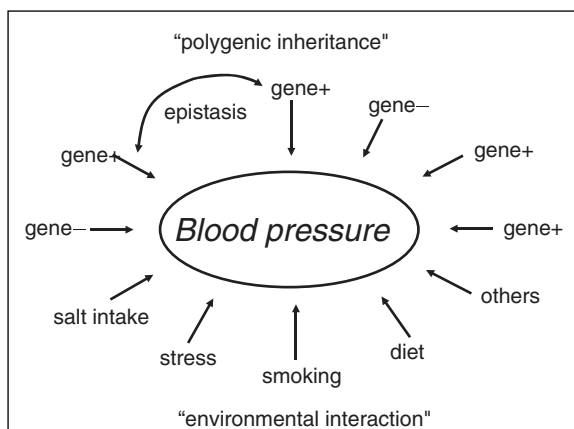 “polygenic inheritance"
gene+
gene−
epistasis
gene+
gene+
gene−
Blood pressure
gene+
others
salt intake
diet
stress
smoking
“environmental interaction"